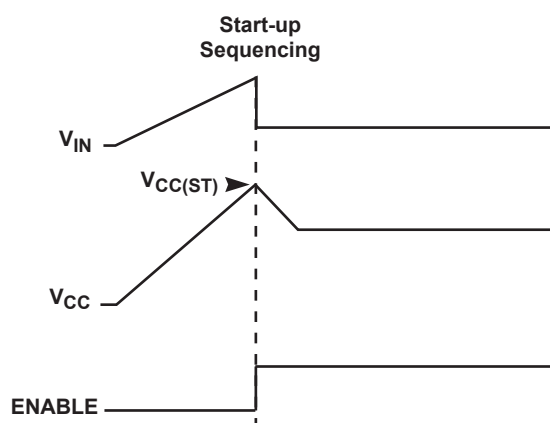 Start-up
Sequencing
VIN
VCC(ST)
VCC
ENABLE